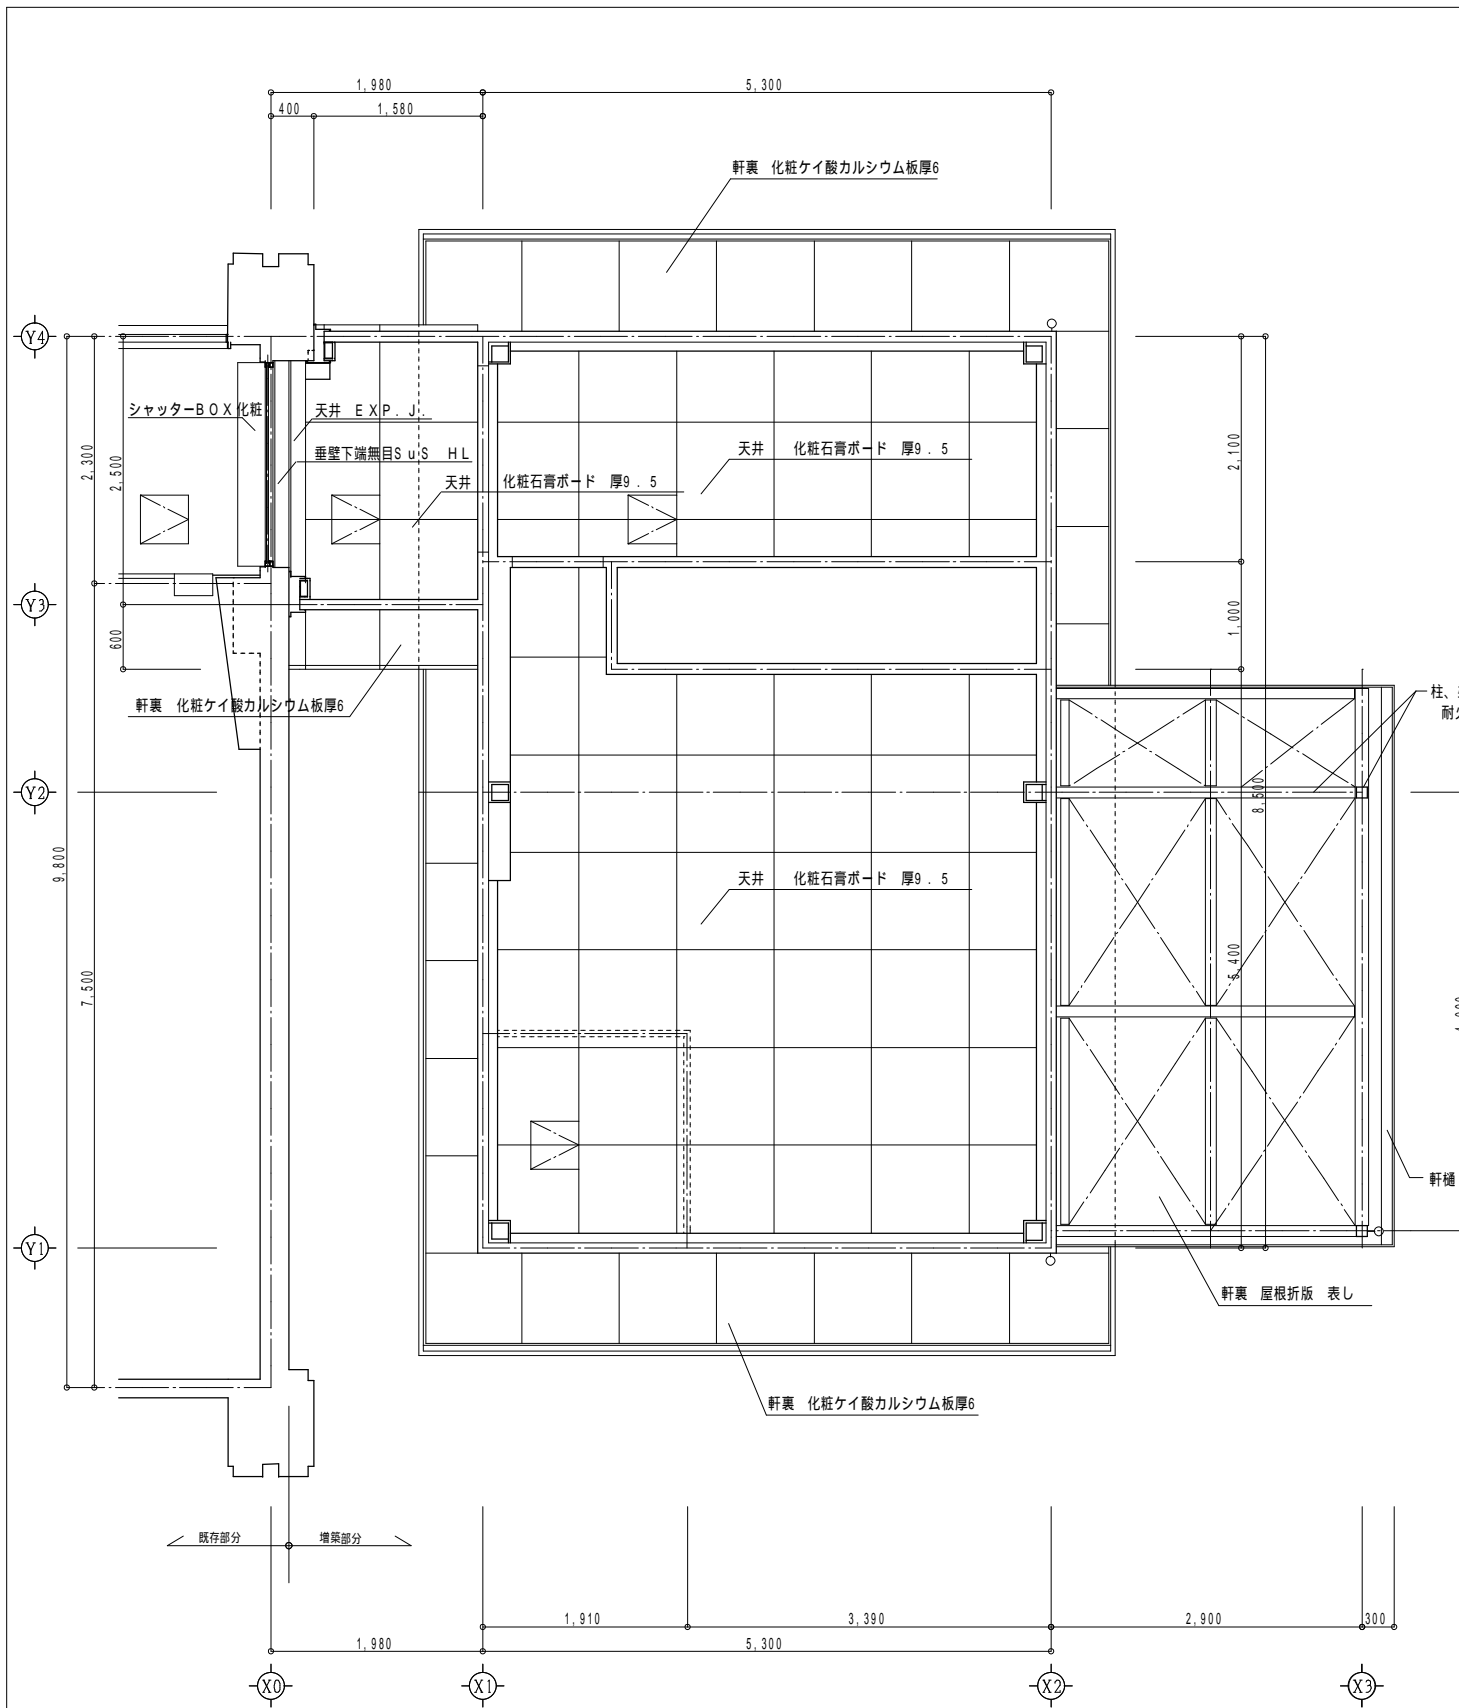 1,980
5,300
400
1,580
軒裏　化粧ケイ酸カルシウム板厚6
Y4
シャッターＢＯＸ化粧
天井　ＥＸＰ．Ｊ．
垂壁下端無目ＳｕＳ　ＨＬ
天井　　化粧石膏ボード　厚９．５
天井　　化粧石膏ボード　厚９．５
2,300
2,500
2,100
Y3
600
1,000
軒裏　化粧ケイ酸カルシウム板厚6
柱、
Y2
8,500
9,800
天井　　化粧石膏ボード　厚９．５
7,500
5,400
軒樋
Y1
軒裏　屋根折版　表し
軒裏　化粧ケイ酸カルシウム板厚6
既存部分
増築部分
1,910
3,390
2,900
300
1,980
5,300
X0
X1
X2
X3